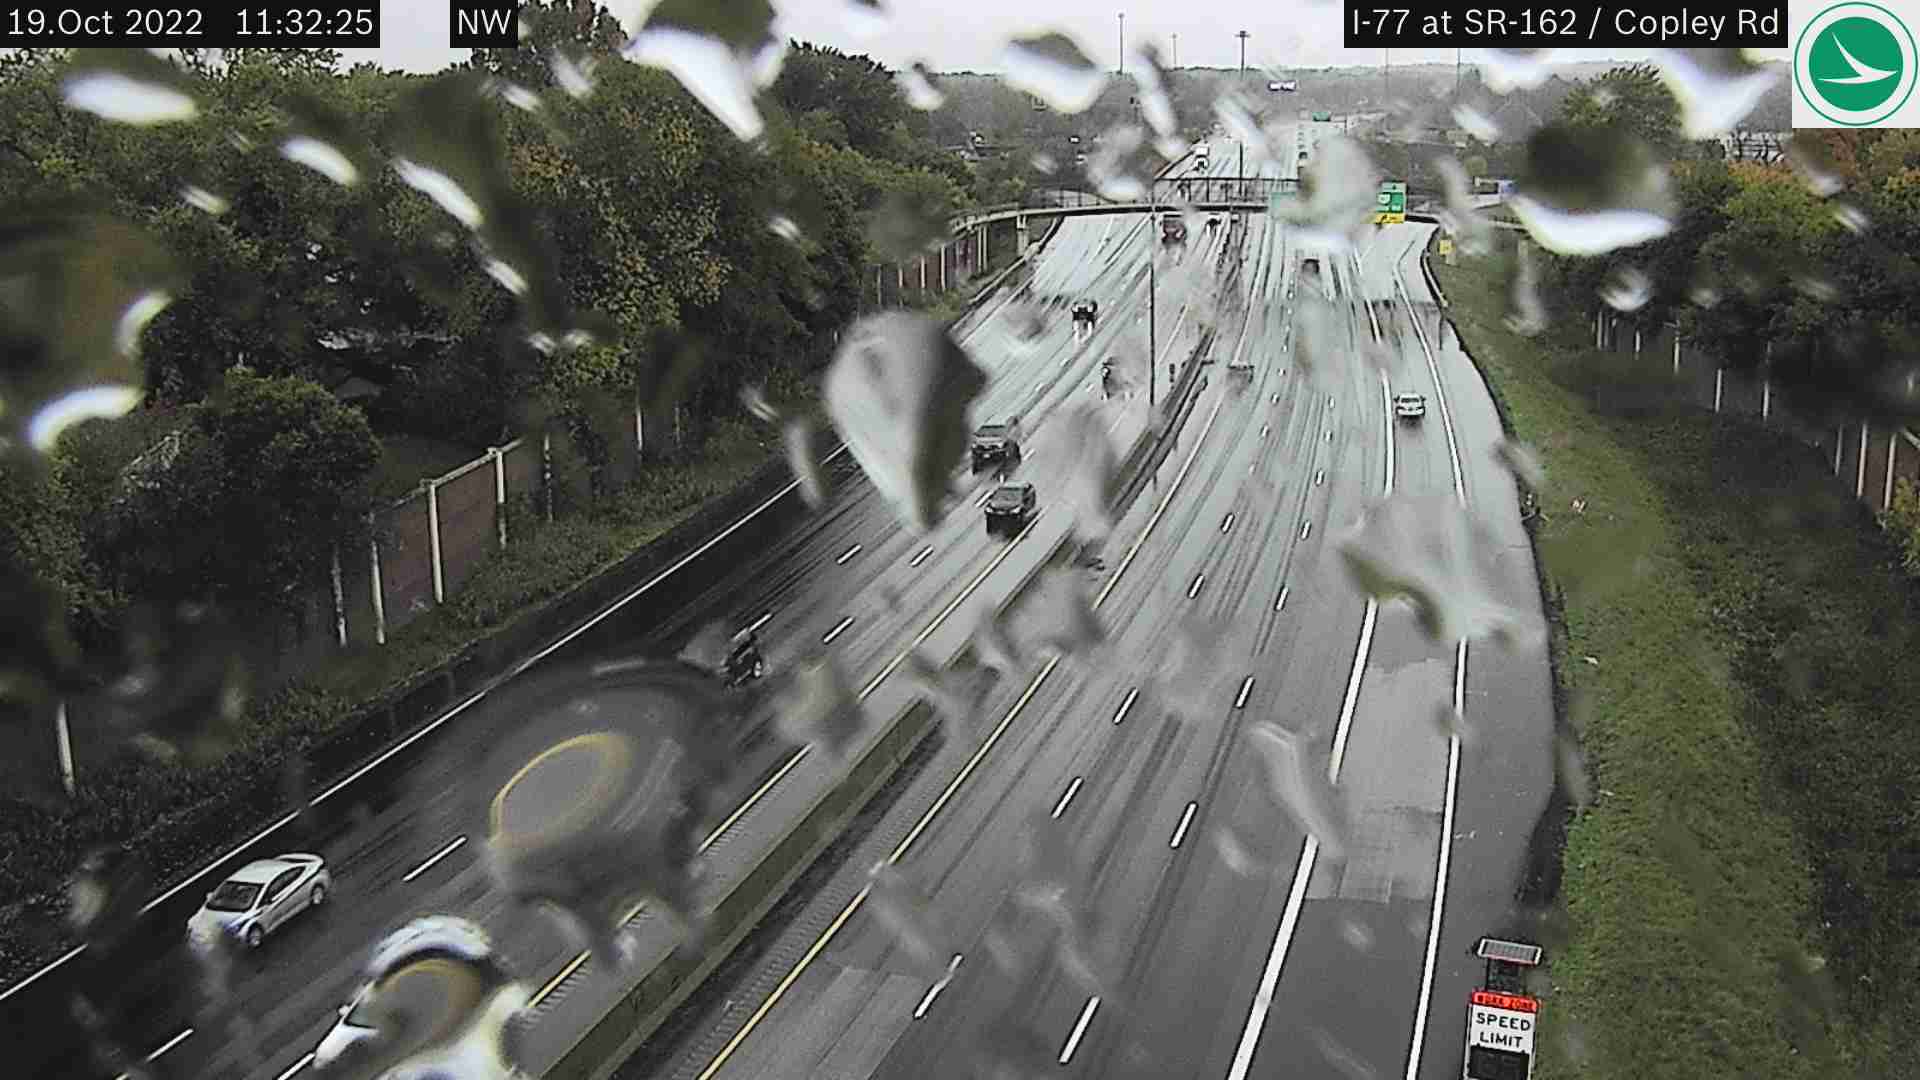 19.Oct 2022 11:32:25
NW
I-77 at SR-162 / Copley Rd
WORK ZONE
SPEED
LIMIT